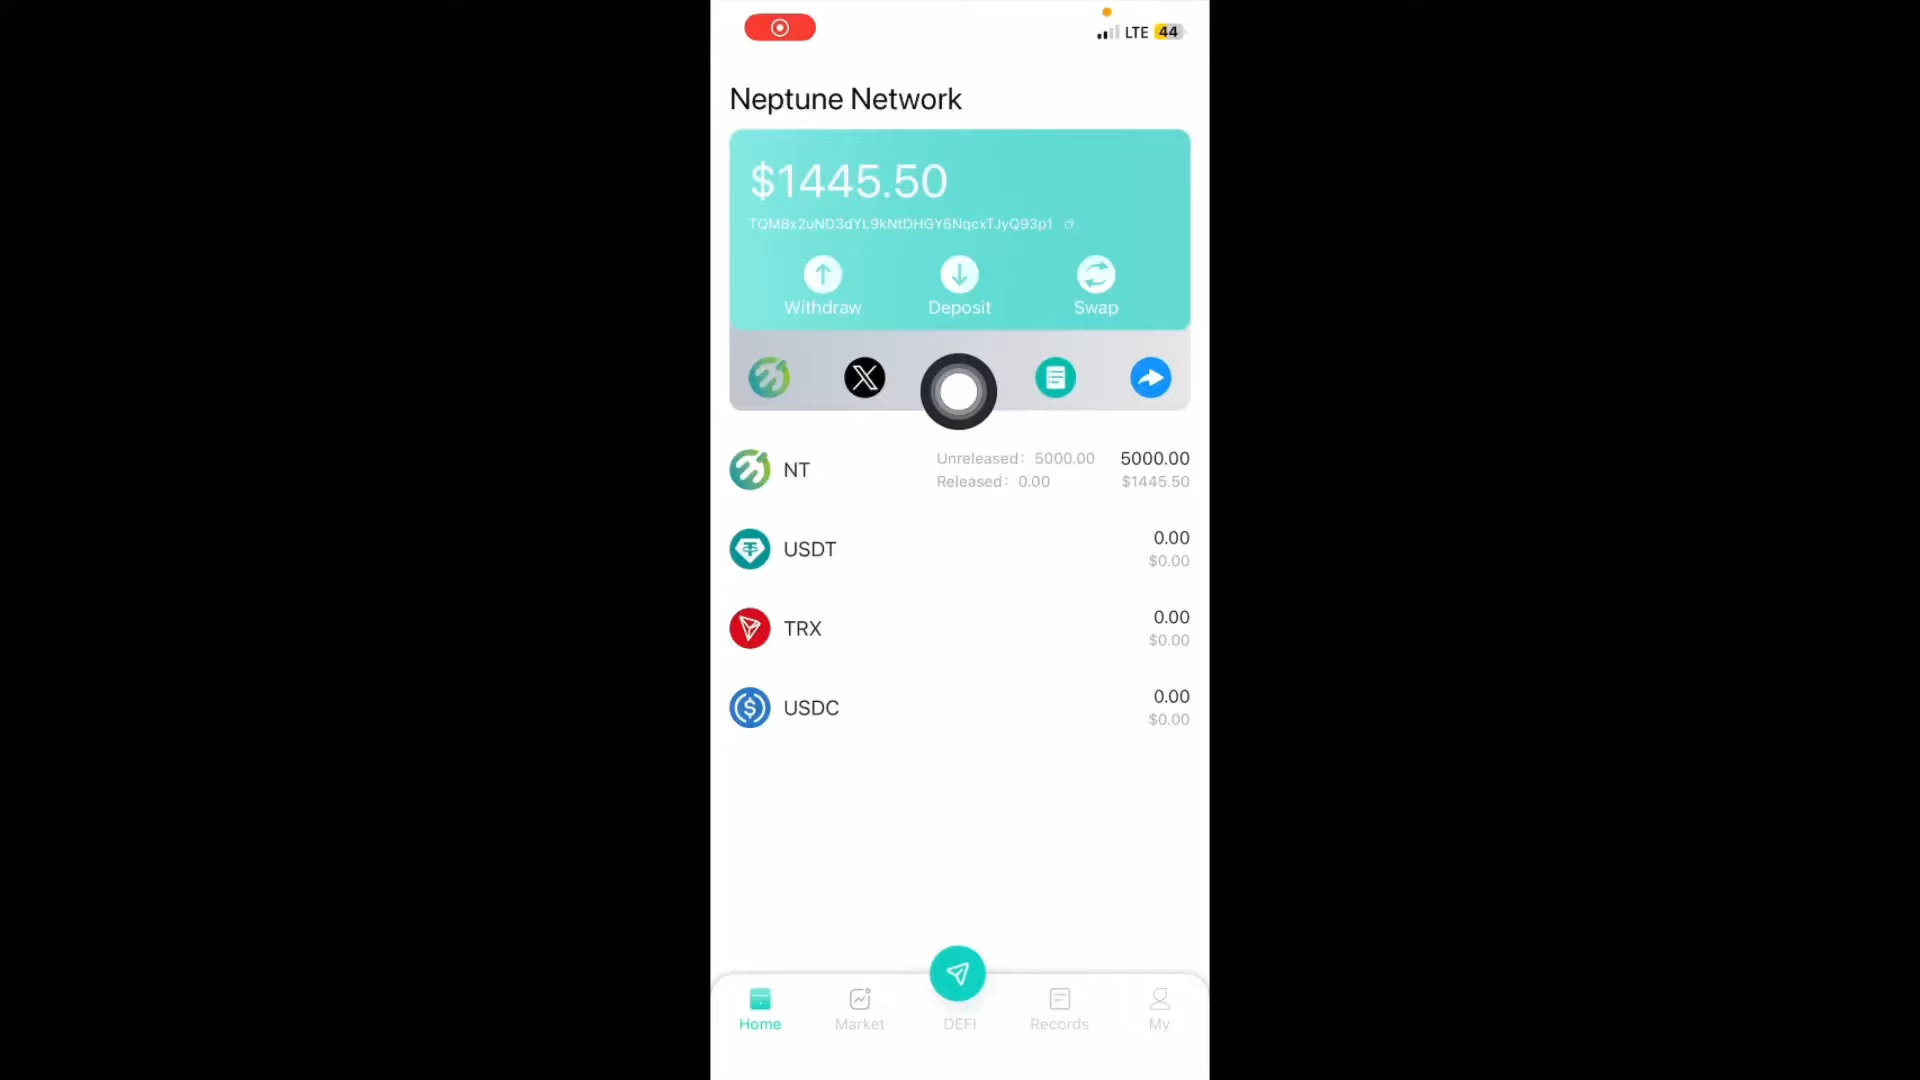 LTE 44
Neptune Network
$1445.50
TQMBx2uND3dYL9kNtDHGY6NqcxTJyQ93p1
Withdraw Deposit Swap
NT Unreleased: 5000.00 5000.00
Released: 0.00 $1445.50
USDT 0.00
$0.00
TRX 0.00
$0.00
USDC 0.00
$0.00
Home Market DEFI Records My